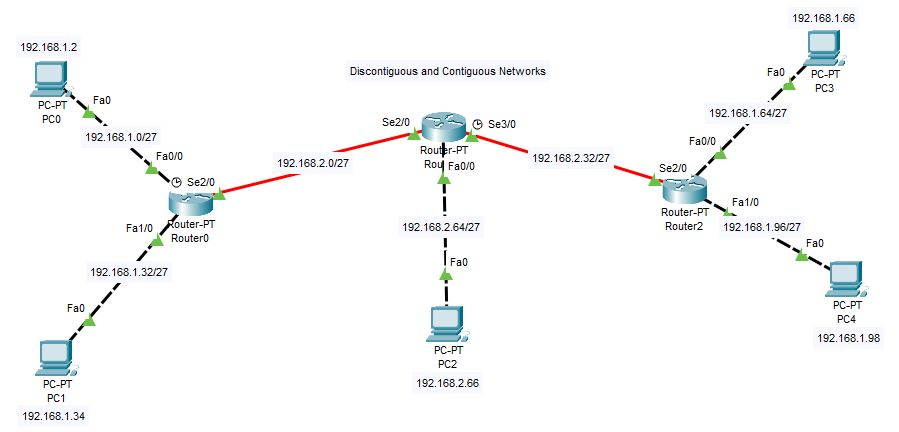 192.168.1.66
192.168.1.2
Discontiguous and Contiguous Networks
Fa0
PC-PT
PC3
PC-PT
PC0
Fa0
192.168.1.64/27
Se2/0
Se3/0
192.168.1.0/27
Router-PT
Fa0/0
Fa0/0
192.168.2.0/27
192.168.2.32/27
Fa0/0
Se2/0
Se2/0
Router-PT
Router2
Fa1/0
Router-PT
Router0
Fa1/0
192.168.2.64/27
192.168.1.96/27
Fa0
192.168.1.32/27
Fa0
PC-PT
PC4
Fa0
192.168.1.98
PC-PT
PC2
192.168.2.66
PC-PT
PC1
192.168.1.34